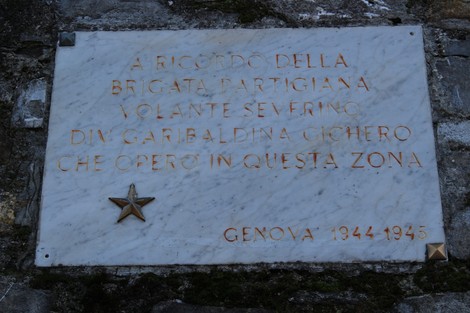 A RICORDO DELLA
BRIGATA PARTIGIANA
VOLANTE SEVERINO
DIV. GARIBALDINA CICHERO
CHE OPERÒ IN QUESTA ZONA
GENOVA 1944-1945